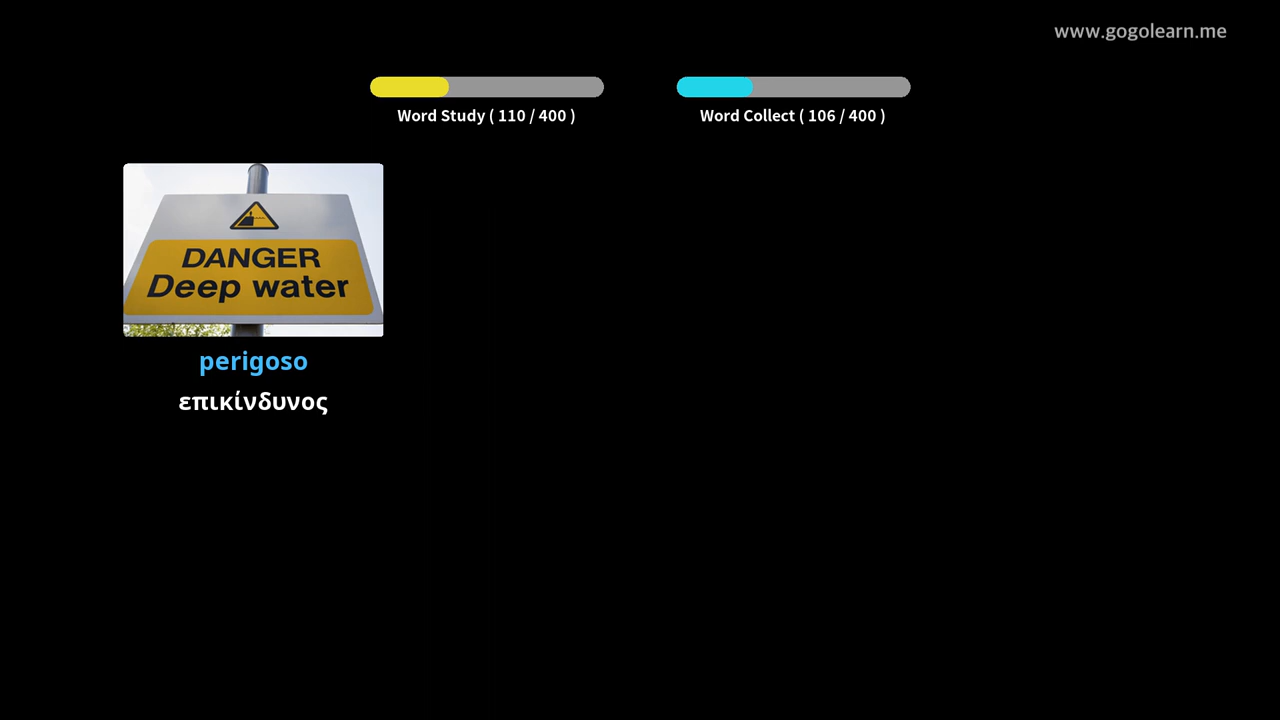 www.gogolearn.me
Word Study ( 110 / 400 )
Word Collect ( 106 / 400 )
DANGER
Deep water
perigoso
επικίνδυνος